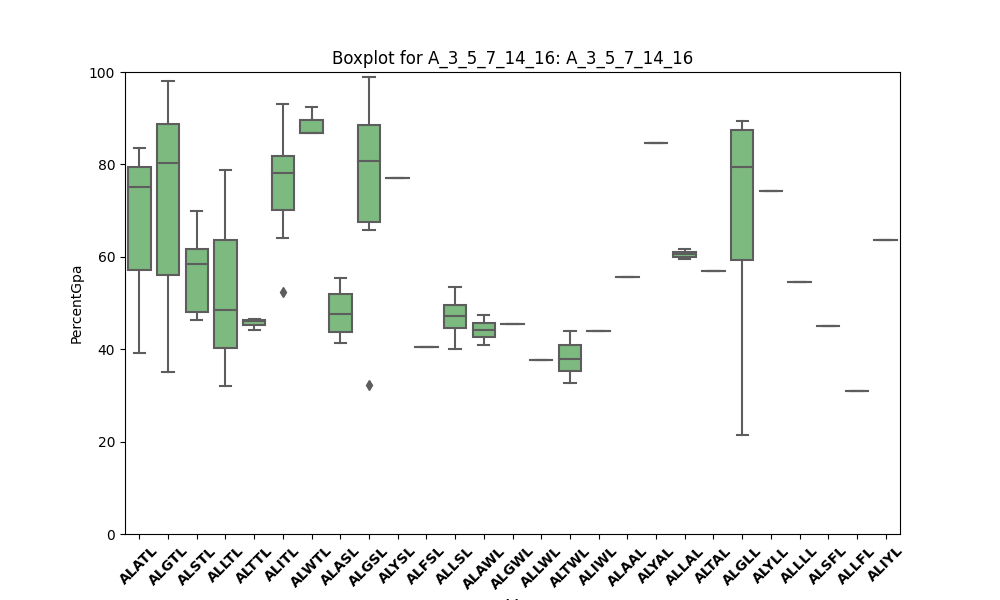 Boxplot for A_3_5_7_14_16: A_3_5_7_14_16
PercentGpa
100
80
60
40
20
0
ALATL ALGTL ALSTL ALLTL ALTTL ALITL ALWTL ALASL ALGSL ALYSL ALFSL ALLSL ALAWL ALGWL ALLWL ALTWL ALIWL ALAAL ALYAL ALLAL ALTAL ALGLL ALYLL ALLLL ALSFL ALLFL ALIYL